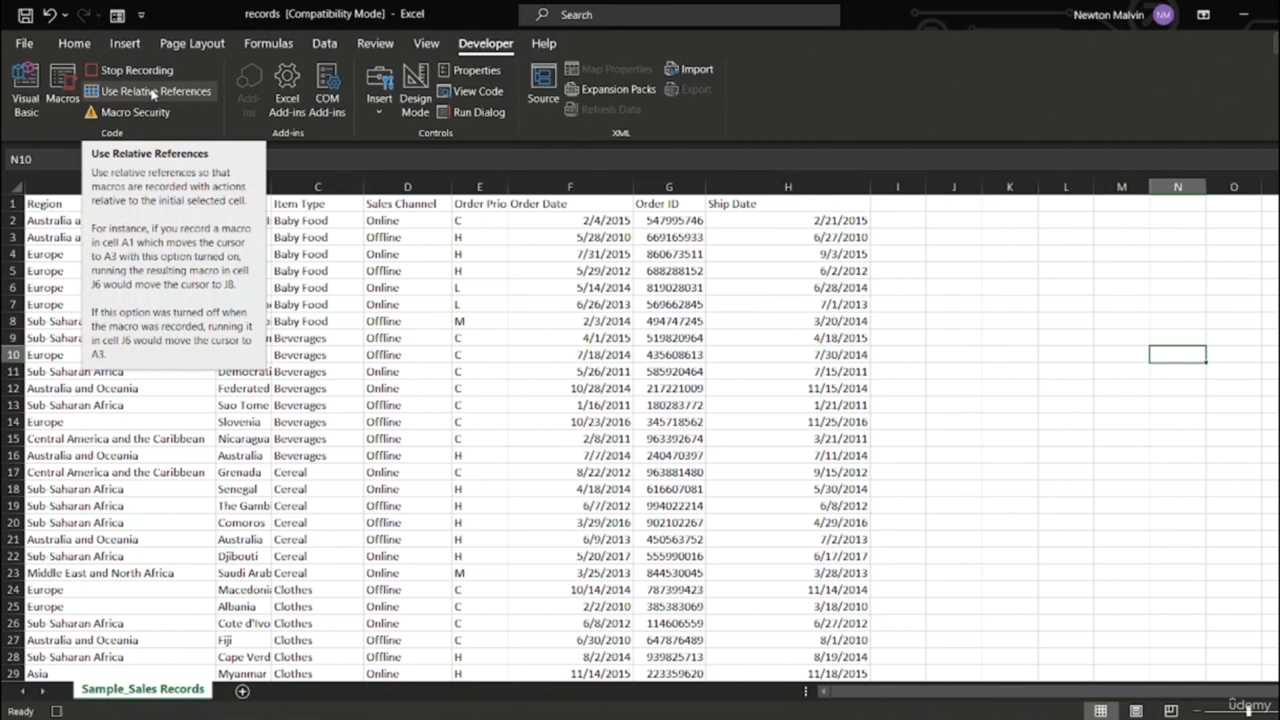 records [Compatibility Mode] - Excel
Search
Newton Malvin
NM
File Home Insert Page Layout Formulas Data Review View Developer Help
Visual Basic
Macros
Stop Recording
Use Relative References
Macro Security
Code
Add-ins
Excel Add-ins
COM Add-ins
Add-ins
Insert
Design Mode
Properties
View Code
Run Dialog
Controls
Source
Map Properties
Expansion Packs
Refresh Data
Import
Export
XML
N10
Use Relative References
Use relative references so that
macros are recorded with actions
relative to the initial selected cell.
For instance, if you record a macro
in cell A1 which moves the cursor
to A3 with this option turned on,
running the resulting macro in cell
J6 would move the cursor to J8.
If this option was turned off when
the macro was recorded, running it
in cell J6 would move the cursor to
A3.
C D E F G H I J K L M N O
1 Region Item Type Sales Channel Order Prio Order Date Order ID Ship Date
2 Australia a Baby Food Online C 2/4/2015 547995746 2/21/2015
3 Australia a Baby Food Offline H 5/28/2010 669165933 6/27/2010
4 Europe Baby Food Online H 7/31/2015 860673511 9/3/2015
5 Europe Baby Food Offline H 5/29/2012 688288152 6/2/2012
6 Europe Baby Food Online L 5/14/2014 819028031 6/28/2014
7 Europe Baby Food Online L 6/26/2013 569662845 7/1/2013
8 Sub-Sahara Baby Food Offline M 2/3/2014 494747245 3/20/2014
9 Sub-Sahara Beverages Offline C 4/1/2015 519820964 4/18/2015
10 Europe Beverages Offline C 7/18/2014 435608613 7/30/2014
11 Sub-Saharan Africa Democrati Beverages Offline C 5/26/2011 585920464 7/15/2011
12 Australia and Oceania Federated Beverages Offline C 10/28/2014 217221009 11/15/2014
13 Sub-Saharan Africa Sao Tome Beverages Offline C 1/16/2011 180283772 1/21/2011
14 Europe Slovenia Beverages Offline C 10/23/2016 345718562 11/25/2016
15 Central America and the Caribbean Nicaragua Beverages Offline C 2/8/2011 963392674 3/21/2011
16 Australia and Oceania Australia Beverages Offline C 7/7/2014 240470397 7/11/2014
17 Central America and the Caribbean Grenada Cereal Online C 8/22/2012 963881480 9/15/2012
18 Sub-Saharan Africa Senegal Cereal Online H 4/18/2014 616607081 5/30/2014
19 Sub-Saharan Africa The Gamb Cereal Offline H 6/7/2012 994022214 6/8/2012
20 Sub-Saharan Africa Comoros Cereal Offline H 3/29/2016 902102267 4/29/2016
21 Australia and Oceania Australia Cereal Offline H 6/9/2013 450563752 7/2/2013
22 Sub-Saharan Africa Djibouti Cereal Online H 5/20/2017 555990016 6/17/2017
23 Middle East and North Africa Saudi Arab Cereal Online M 3/25/2013 844530045 3/28/2013
24 Europe Macedoni Clothes Offline C 10/14/2014 787399423 11/14/2014
25 Europe Albania Clothes Online C 2/2/2010 385383069 3/18/2010
26 Sub-Saharan Africa Cote d'Ivo Clothes Online C 6/8/2012 114606559 6/27/2012
27 Australia and Oceania Fiji Clothes Offline C 6/30/2010 647876489 8/1/2010
28 Sub-Saharan Africa Cape Verd Clothes Offline H 8/2/2014 939825713 8/19/2014
29 Asia Myanmar Clothes Online H 11/14/2015 223359620 11/18/2015
Sample_Sales Records
Ready
ûdemy